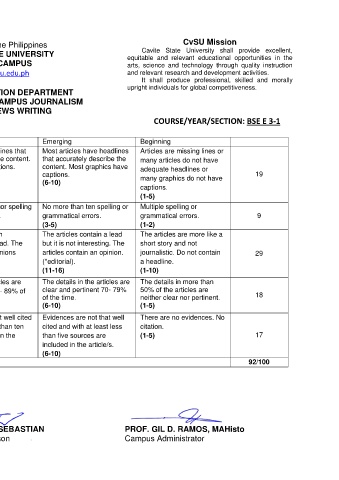 he Philippines
E UNIVERSITY
CAMPUS
u.edu.ph
CvSU Mission
Cavite State University shall provide excellent,
equitable and relevant educational opportunities in the
arts, science and technology through quality instruction
and relevant research and development activities.
It shall produce professional, skilled and morally
upright individuals for global competitiveness.
TION DEPARTMENT
AMPUS JOURNALISM
EWS WRITING
COURSE/YEAR/SECTION: BSE E 3-1
Emerging
Beginning
ines that
e content.
tions.
Most articles have headlines
that accurately describe the
content. Most graphics have
captions.
(6-10)
Articles are missing lines or
many articles do not have
adequate headlines or
many graphics do not have
captions.
(1-5)
19
or spelling
.
No more than ten spelling or
grammatical errors.
(3-5)
Multiple spelling or
grammatical errors.
(1-2)
9
n
ad. The
nions
The articles contain a lead
but it is not interesting. The
articles contain an opinion.
(*editorial).
(11-16)
The articles are more like a
short story and not
journalistic. Do not contain
a headline.
(1-10)
29
cles are
- 89% of
The details in the articles are
clear and pertinent 70- 79%
of the time.
(6-10)
The details in more than
50% of the articles are
neither clear nor pertinent.
(1-5)
18
t well cited
than ten
n the
Evidences are not that well
cited and with at least less
than five sources are
included in the article/s.
(6-10)
There are no evidences. No
citation.
(1-5)
17
92/100
SEBASTIAN
son
PROF. GIL D. RAMOS, MAHisto
Campus Administrator